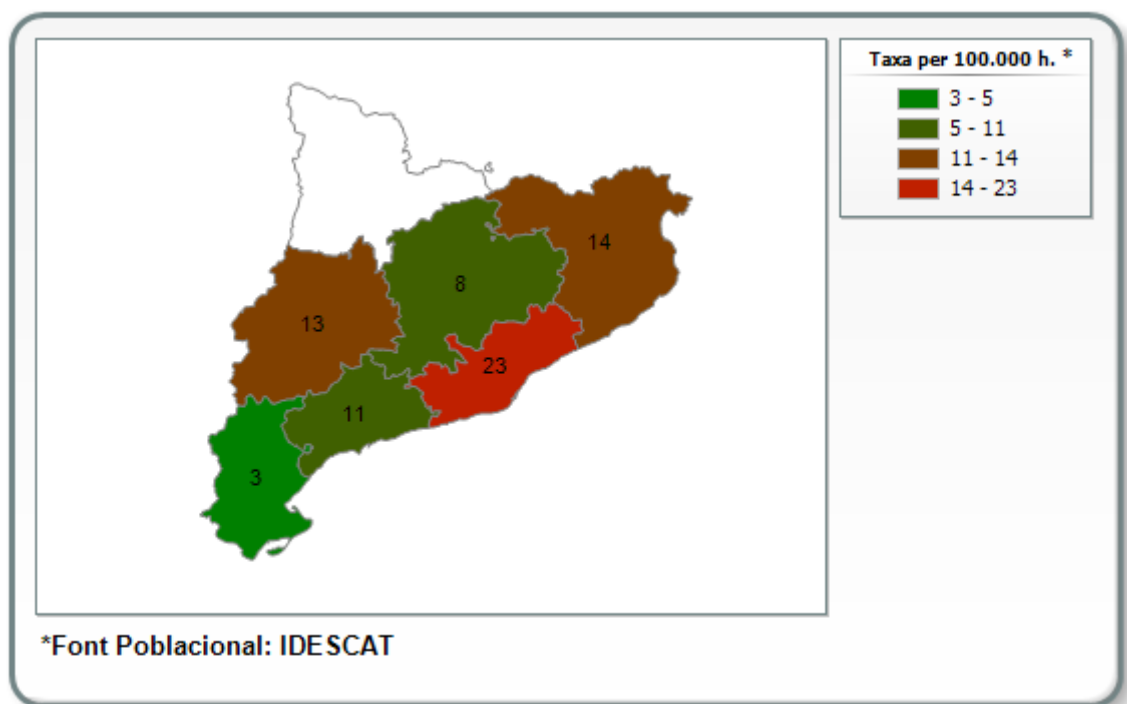 Taxa per 100.000 h. *
3 - 5
5 - 11
11 - 14
14 - 23
14
8
13
23
11
3
*Font Poblacional: IDESCAT